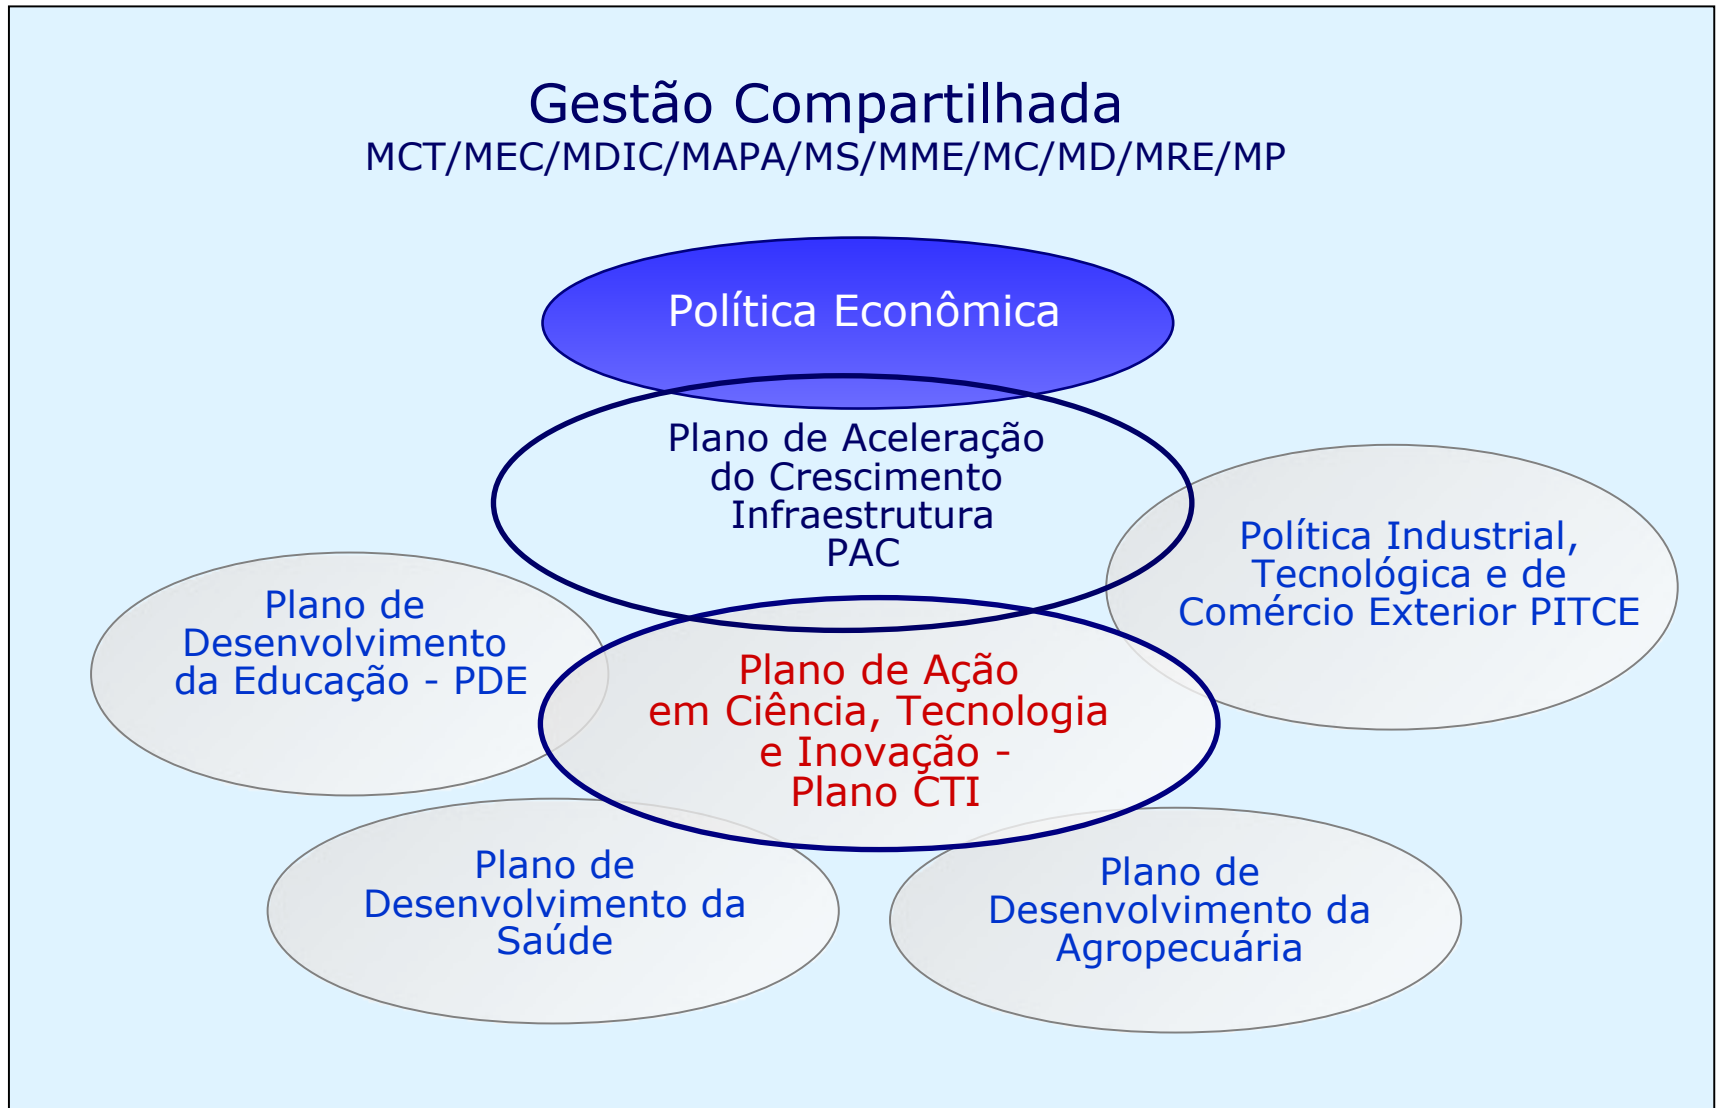 Gestão Compartilhada
MCT/MEC/MDIC/MAPA/MS/MME/MC/MD/MRE/MP
Política Econômica
Plano de Aceleração
do Crescimento
Infraestrutura
PAC
Política Industrial,
Tecnológica e de
Comércio Exterior PITCE
Plano de
Desenvolvimento
da Educação - PDE
Plano de Ação
em Ciência, Tecnologia
e Inovação -
Plano CTI
Plano de
Desenvolvimento da
Saúde
Plano de
Desenvolvimento da
Agropecuária